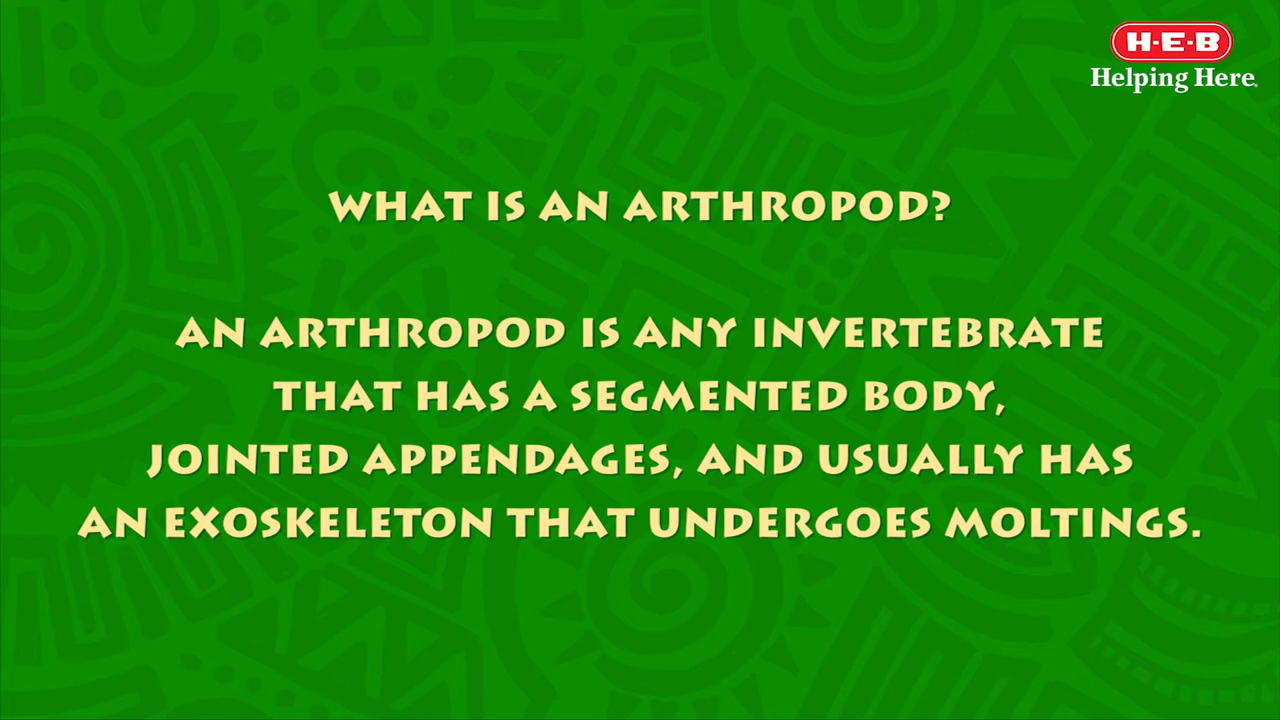 H-E-B
Helping Here.
WHAT IS AN ARTHROPOD?
AN ARTHROPOD IS ANY INVERTEBRATE
THAT HAS A SEGMENTED BODY,
JOINTED APPENDAGES, AND USUALLY HAS
AN EXOSKELETON THAT UNDERGOES MOLTINGS.